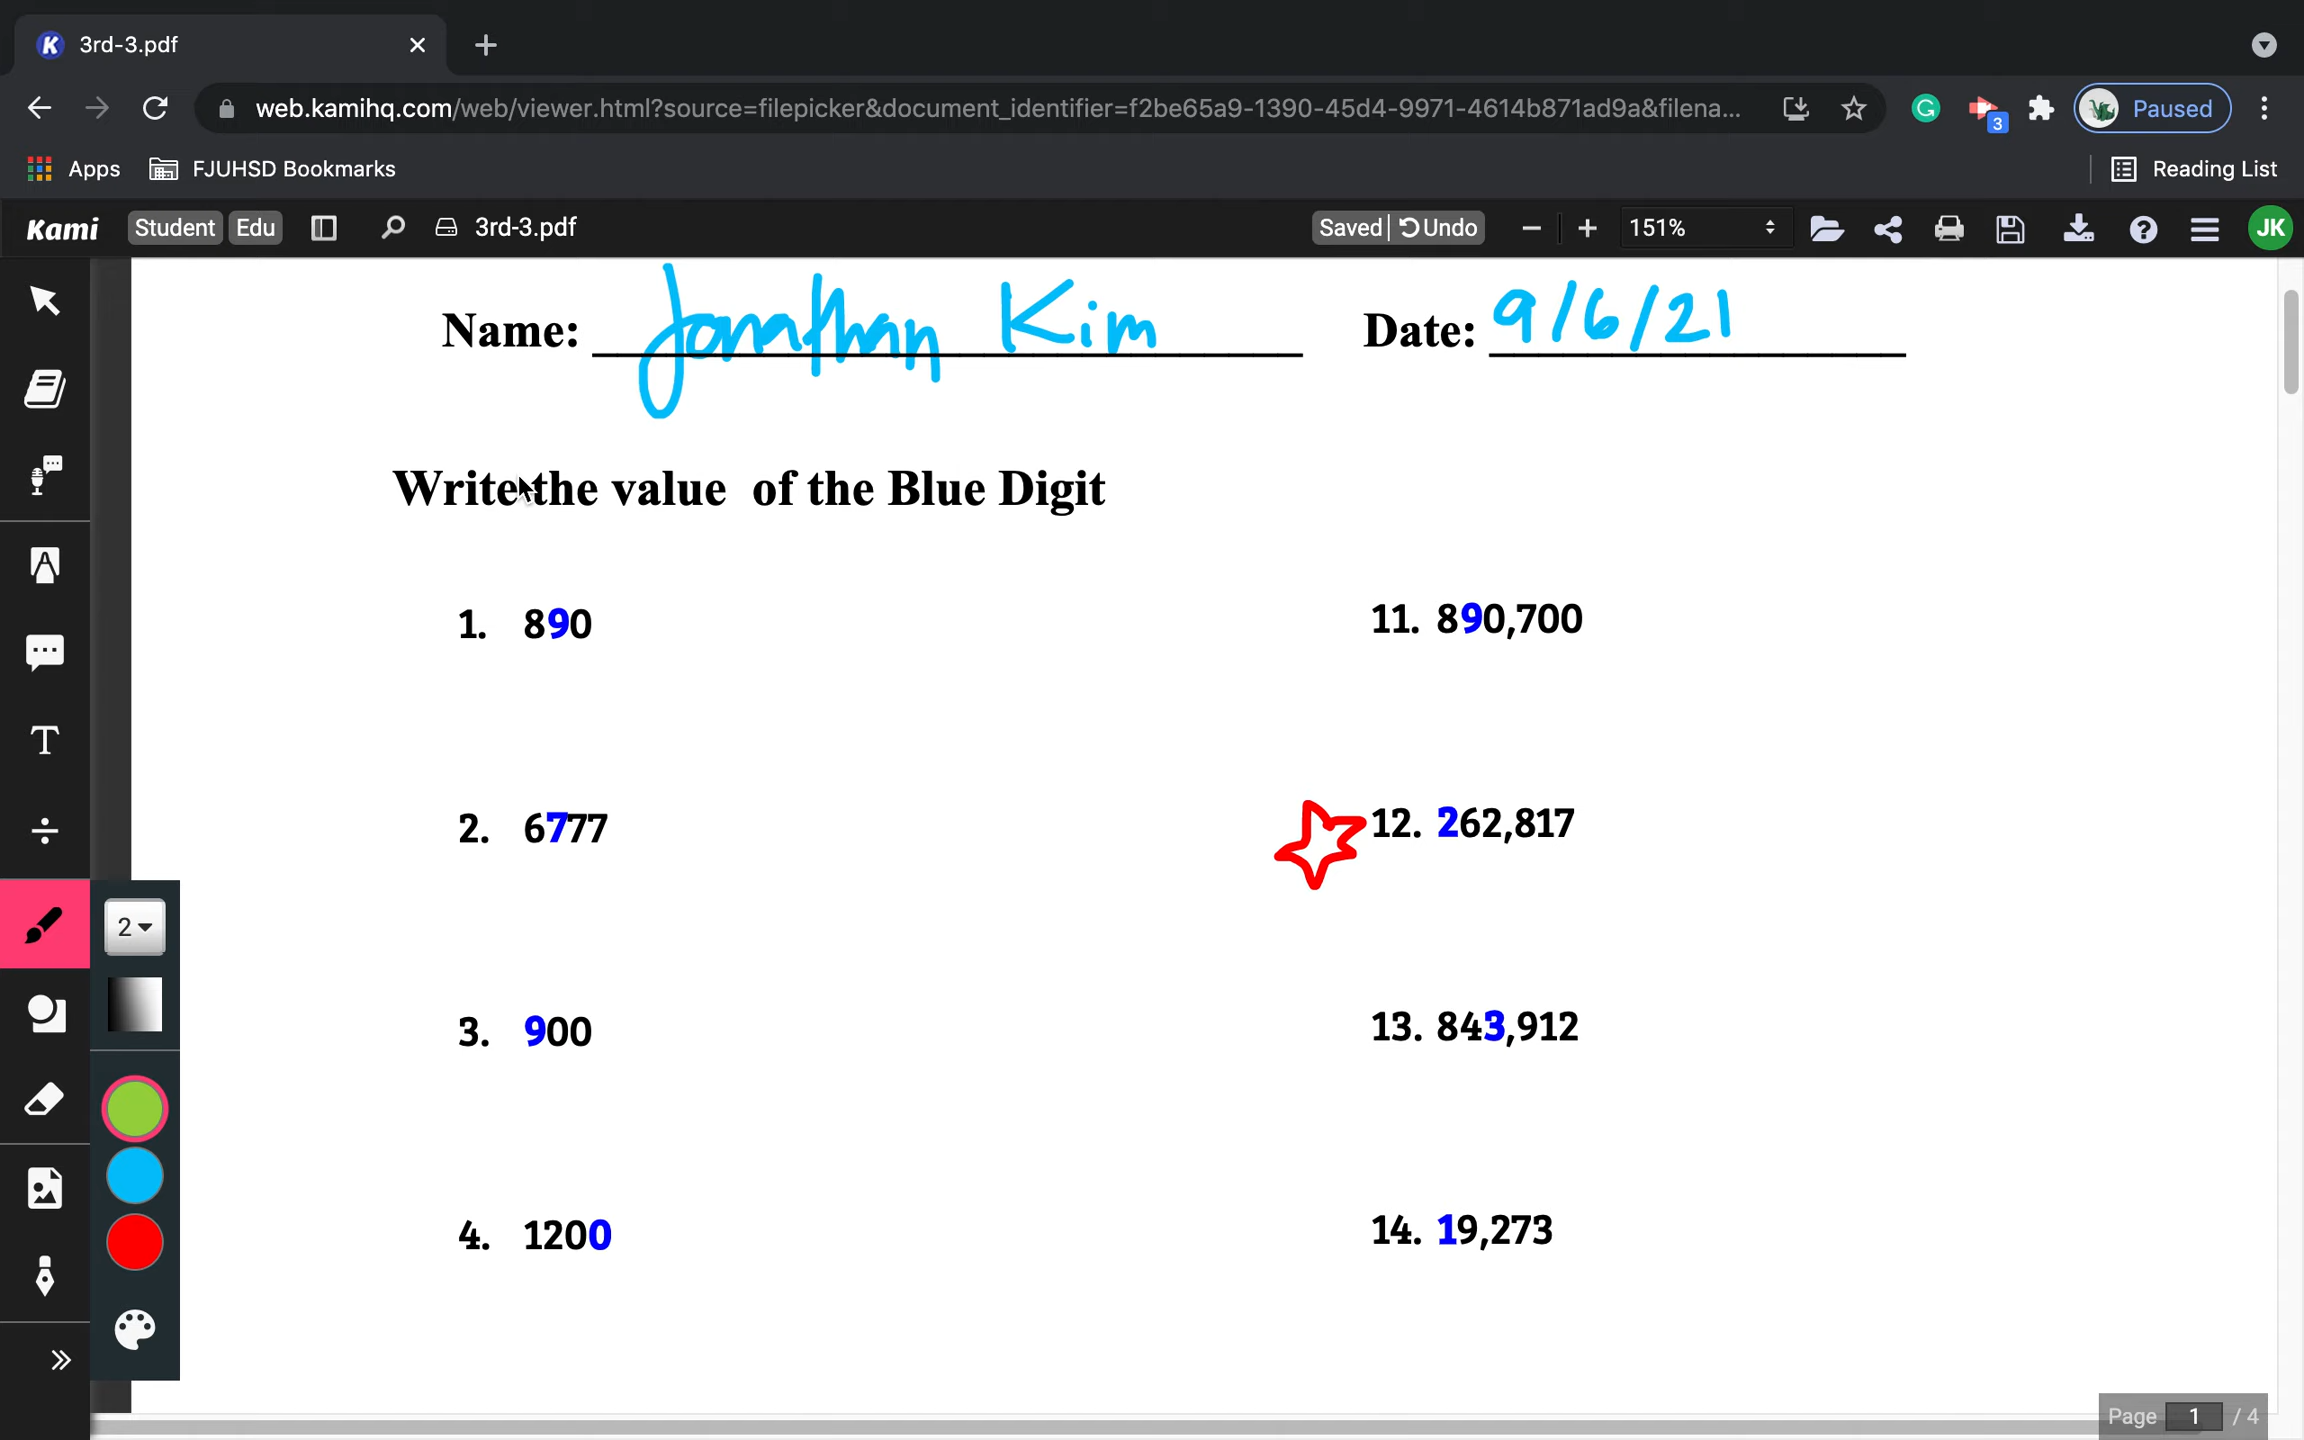 3rd-3.pdf
web.kamihq.com/web/viewer.html?source=filepicker&document_identifier=f2be65a9-1390-45d4-9971-4614b871ad9a&filena...
G
3
Paused
Apps
FJUHSD Bookmarks
Reading List
Kami
Student
Edu
3rd-3.pdf
Saved
Undo
151%
JK
Name: Jonathan Kim
Date: 9/6/21
Write the value of the Blue Digit
1. 890
11. 890,700
2. 6777
12. 262,817
2
3. 900
13. 843,912
4. 1200
14. 19,273
Page 1 / 4